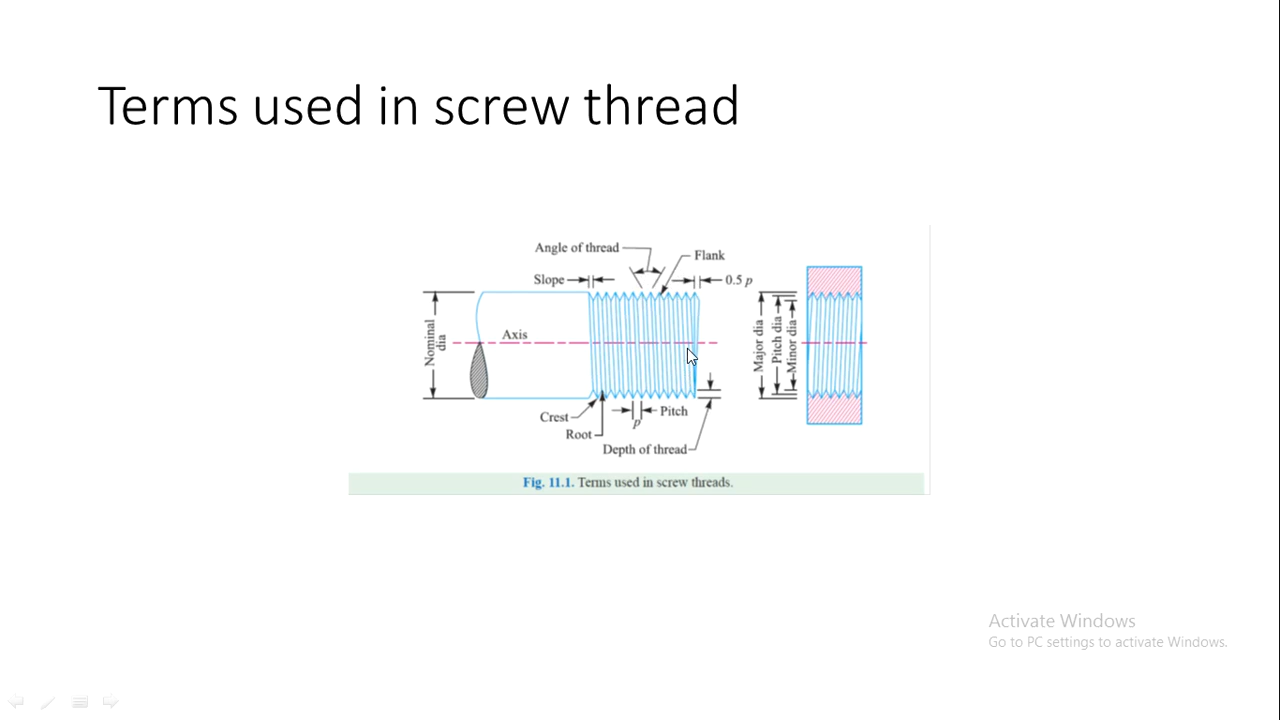 Terms used in screw thread
Angle of thread
Flank
Slope
0.5 p
Nominal
dia
Axis
Major dia
Pitch dia
Minor dia
Crest
Pitch
p
Root
Depth of thread
Fig. 11.1. Terms used in screw threads.
Activate Windows
Go to PC settings to activate Windows.